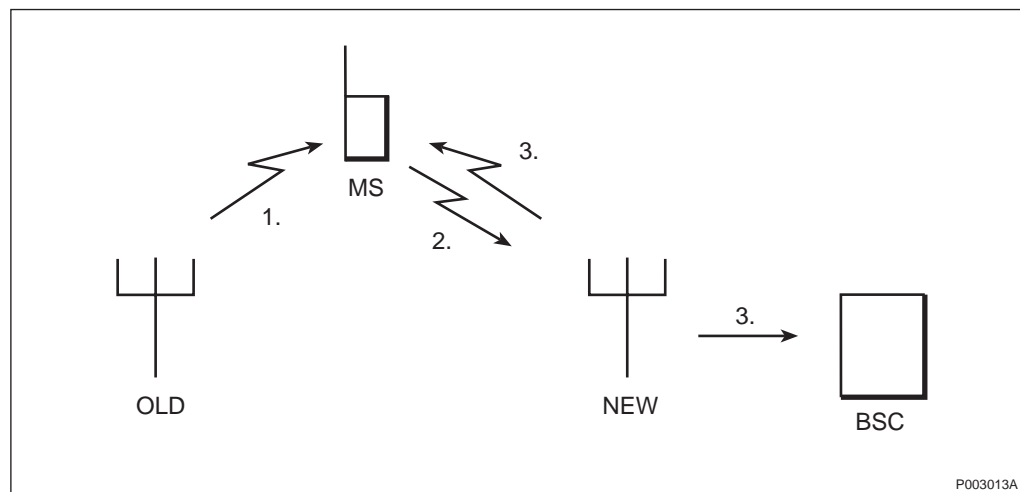 3.
MS
1.
2.
3.
OLD
NEW
BSC
P003013A